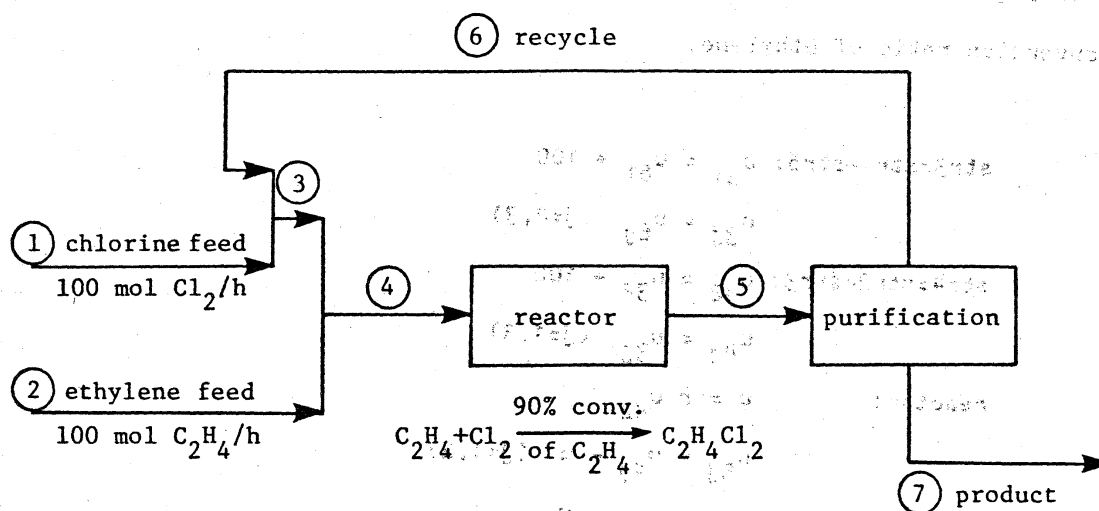 6 recycle
3
1 chlorine feed
100 mol Cl₂/h
4
reactor
5
purification
2 ethylene feed
100 mol C₂H₄/h
90% conv.
C₂H₄+Cl₂ → C₂H₄Cl₂
of C₂H₄
7 product